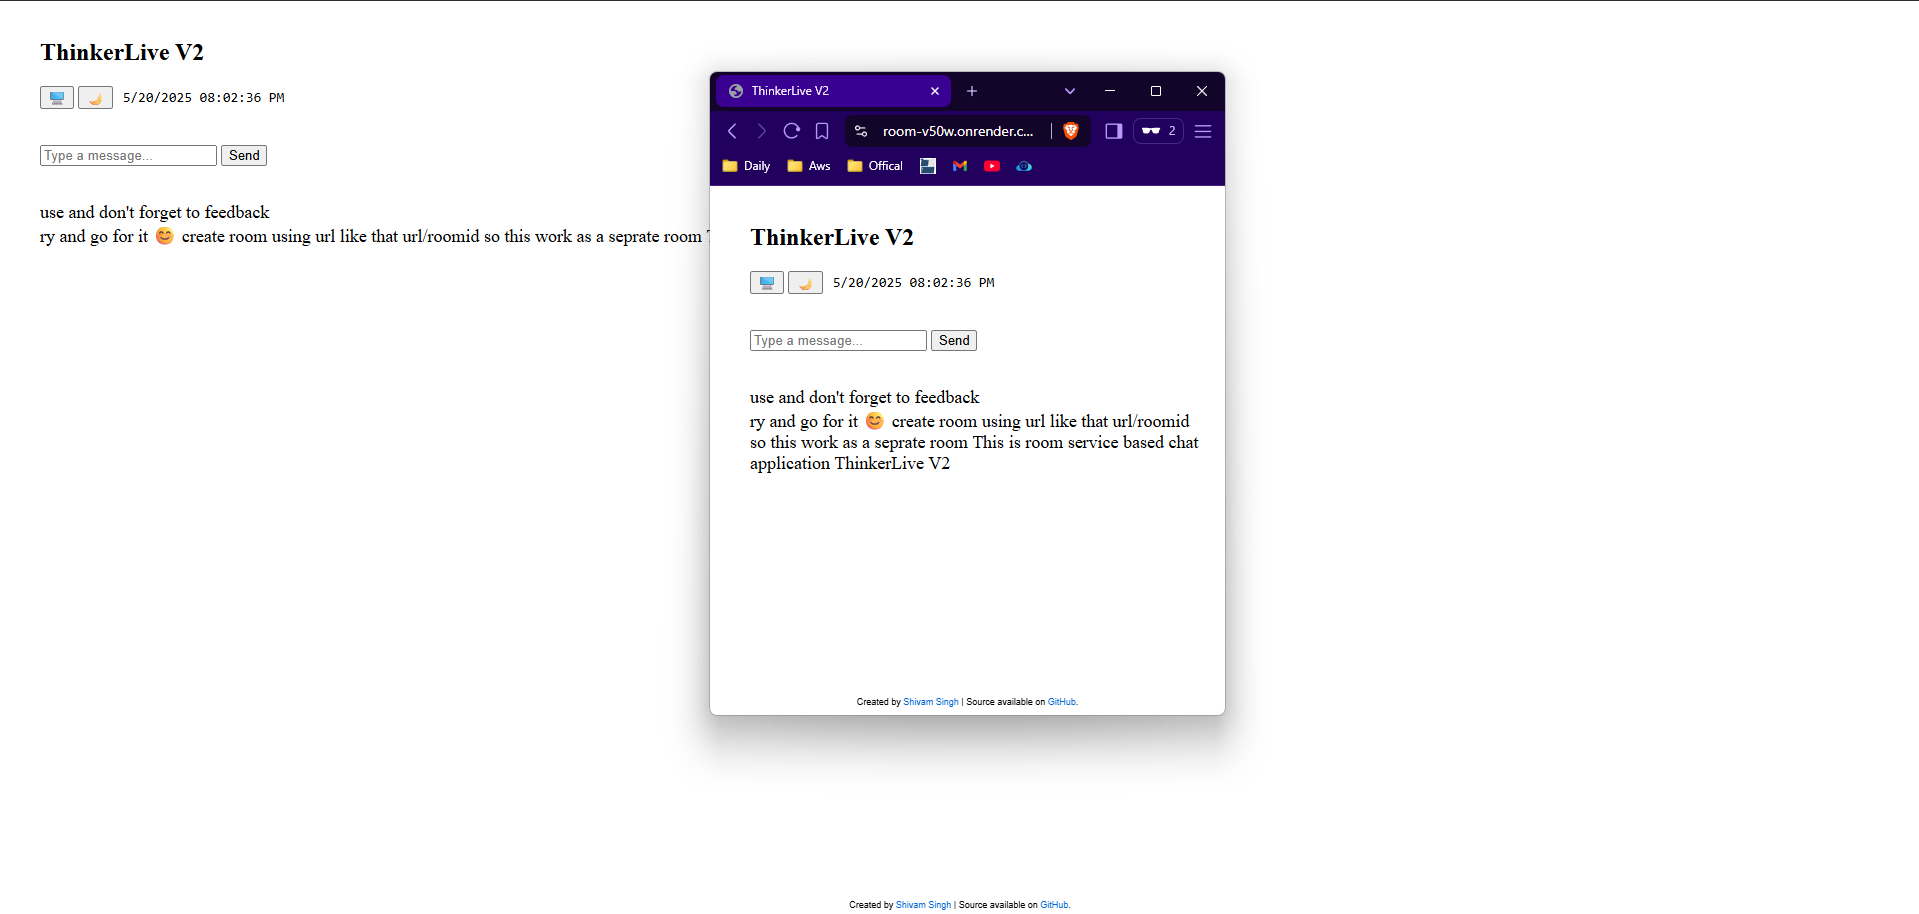 ThinkerLive V2
5/20/2025 08:02:36 PM
Type a message...
Send
use and don't forget to feedback
ry and go for it 😊 create room using url like that url/roomid so this work as a seprate room
Created by Shivam Singh | Source available on GitHub.
ThinkerLive V2
room-v50w.onrender.c...
2
Daily
Aws
Offical
ThinkerLive V2
5/20/2025 08:02:36 PM
Type a message...
Send
use and don't forget to feedback
ry and go for it 😊 create room using url like that url/roomid
so this work as a seprate room This is room service based chat
application ThinkerLive V2
Created by Shivam Singh | Source available on GitHub.